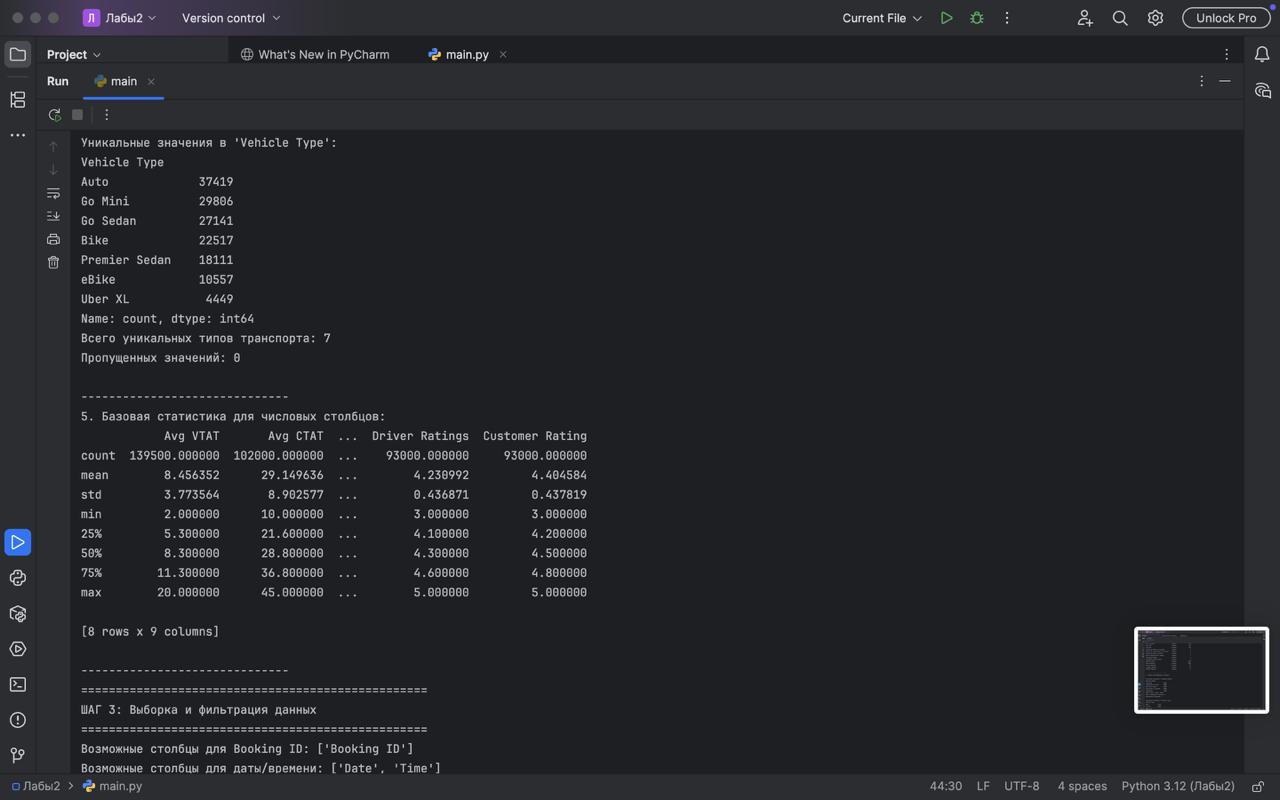 Л Лабы2 Version control Current File Unlock Pro
Project What's New in PyCharm main.py
Run main
Уникальные значения в 'Vehicle Type':
Vehicle Type
Auto 37419
Go Mini 29806
Go Sedan 27141
Bike 22517
Premier Sedan 18111
eBike 10557
Uber XL 4449
Name: count, dtype: int64
Всего уникальных типов транспорта: 7
Пропущенных значений: 0
------------------------------
5. Базовая статистика для числовых столбцов:
Avg VTAT Avg CTAT ... Driver Ratings Customer Rating
count 139500.000000 102000.000000 ... 93000.000000 93000.000000
mean 8.456352 29.149636 ... 4.230992 4.404584
std 3.773564 8.902577 ... 0.436871 0.437819
min 2.000000 10.000000 ... 3.000000 3.000000
25% 5.300000 21.600000 ... 4.100000 4.200000
50% 8.300000 28.800000 ... 4.300000 4.500000
75% 11.300000 36.800000 ... 4.600000 4.800000
max 20.000000 45.000000 ... 5.000000 5.000000
[8 rows x 9 columns]
------------------------------
==================================================
ШАГ 3: Выборка и фильтрация данных
==================================================
Возможные столбцы для Booking ID: ['Booking ID']
Возможные столбцы для даты/времени: ['Date', 'Time']
Лабы2 > main.py 44:30 LF UTF-8 4 spaces Python 3.12 (Лабы2)